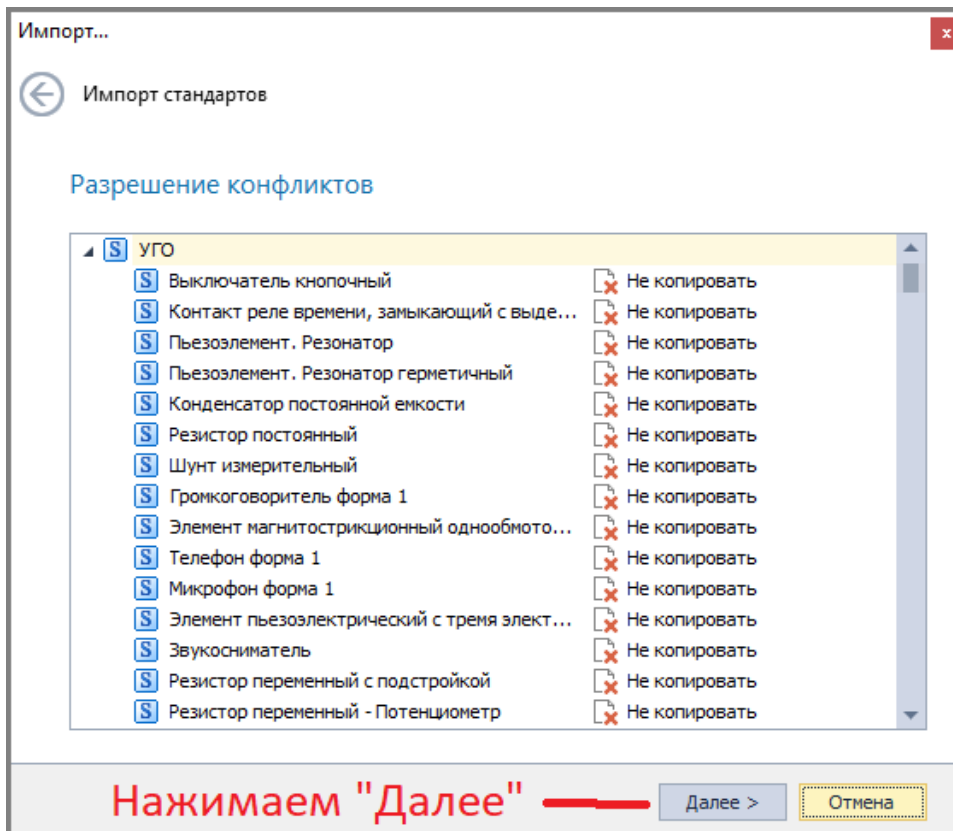 Импорт...
x
Импорт стандартов
Разрешение конфликтов
S УГО
S Выключатель кнопочный Не копировать
S Контакт реле времени, замыкающий с выде... Не копировать
S Пьезоэлемент. Резонатор Не копировать
S Пьезоэлемент. Резонатор герметичный Не копировать
S Конденсатор постоянной емкости Не копировать
S Резистор постоянный Не копировать
S Шунт измерительный Не копировать
S Громкоговоритель форма 1 Не копировать
S Элемент магнитострикционный однообмото... Не копировать
S Телефон форма 1 Не копировать
S Микрофон форма 1 Не копировать
S Элемент пьезоэлектрический с тремя элект... Не копировать
S Звукосниматель Не копировать
S Резистор переменный с подстройкой Не копировать
S Резистор переменный - Потенциометр Не копировать
Нажимаем "Далее" Далее > Отмена